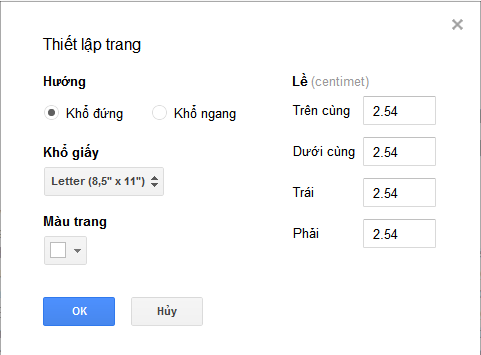 Thiết lập trang
Hướng
Khổ đứng Khổ ngang
Khổ giấy
Letter (8,5" x 11")
Màu trang
Lề (centimet)
Trên cùng 2.54
Dưới cùng 2.54
Trái 2.54
Phải 2.54
OK Hủy